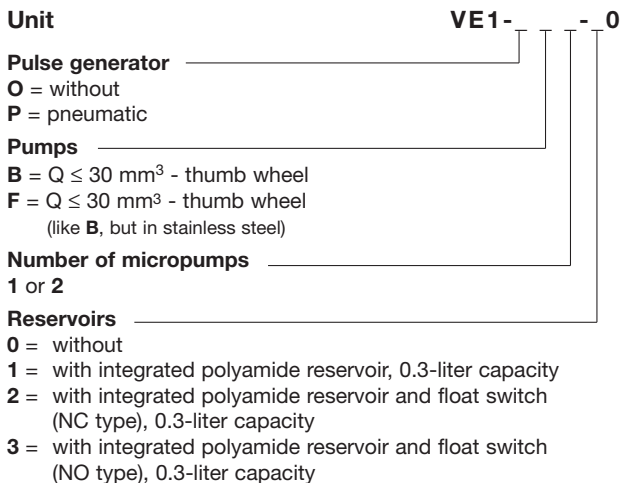 Unit VE1-_ _ _-_0
Pulse generator
O = without
P = pneumatic
Pumps
B = Q ≤ 30 mm³ - thumb wheel
F = Q ≤ 30 mm³ - thumb wheel
(like B, but in stainless steel)
Number of micropumps
1 or 2
Reservoirs
0 = without
1 = with integrated polyamide reservoir, 0.3-liter capacity
2 = with integrated polyamide reservoir and float switch
(NC type), 0.3-liter capacity
3 = with integrated polyamide reservoir and float switch
(NO type), 0.3-liter capacity